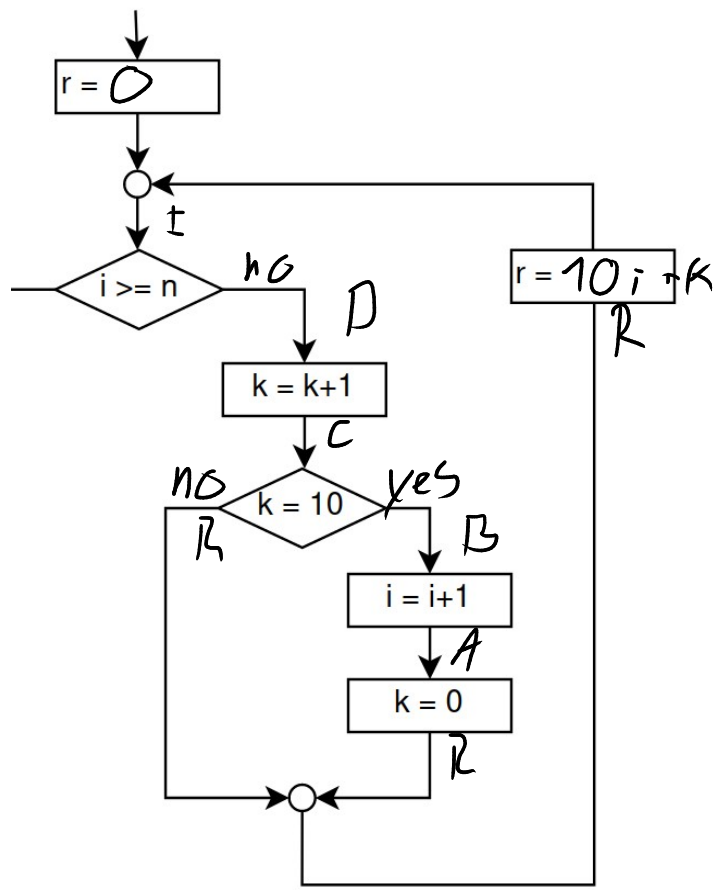 r = 0
I
i >= n
no
r = 10i+K
D
R
k = k+1
C
no
k = 10
yes
R
B
i = i+1
A
k = 0
R